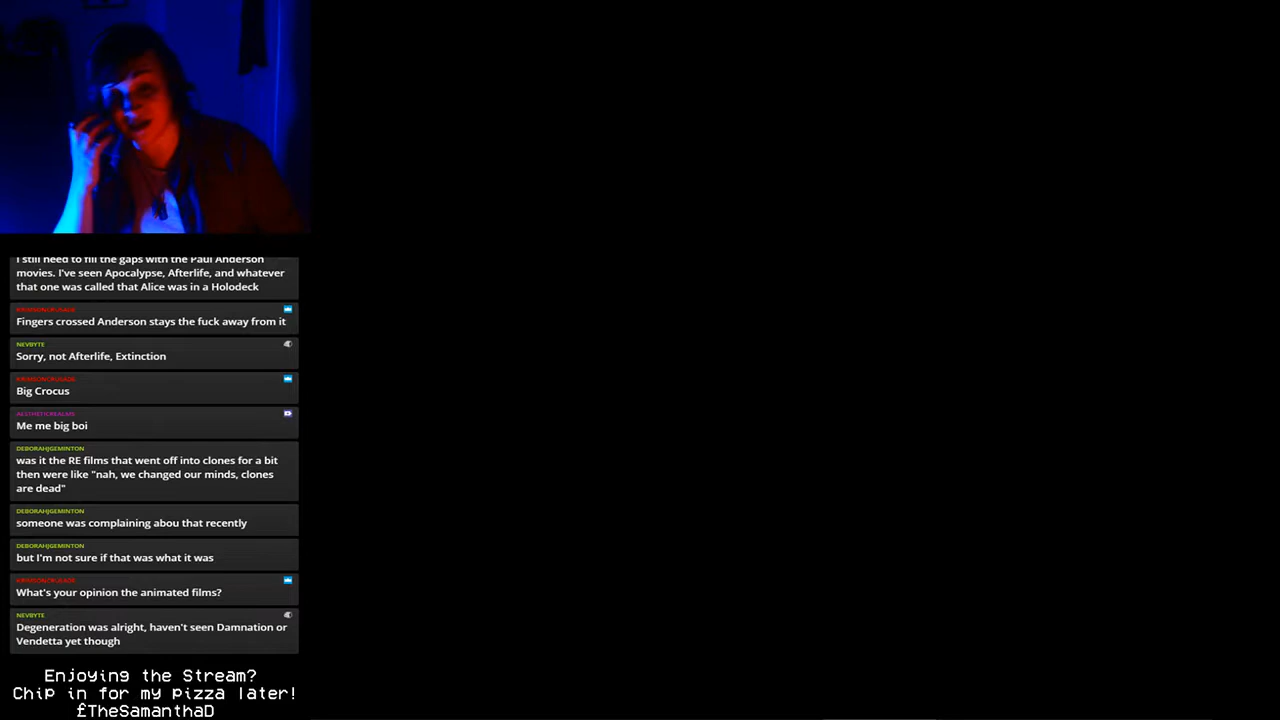 I still need to fill the gaps with the Paul Anderson
movies. I've seen Apocalypse, Afterlife, and whatever
that one was called that Alice was in a Holodeck
KRIMSONCRUSADE
Fingers crossed Anderson stays the fuck away from it
NEVBYTE
Sorry, not Afterlife, Extinction
KRIMSONCRUSADE
Big Crocus
AESTHETICREALMS
Me me big boi
DEBORAHJGEMINTON
was it the RE films that went off into clones for a bit
then were like "nah, we changed our minds, clones
are dead"
DEBORAHJGEMINTON
someone was complaining abou that recently
DEBORAHJGEMINTON
but I'm not sure if that was what it was
KRIMSONCRUSADE
What's your opinion the animated films?
NEVBYTE
Degeneration was alright, haven't seen Damnation or
Vendetta yet though
Enjoying the Stream?
Chip in for my pizza later!
£TheSamanthaD